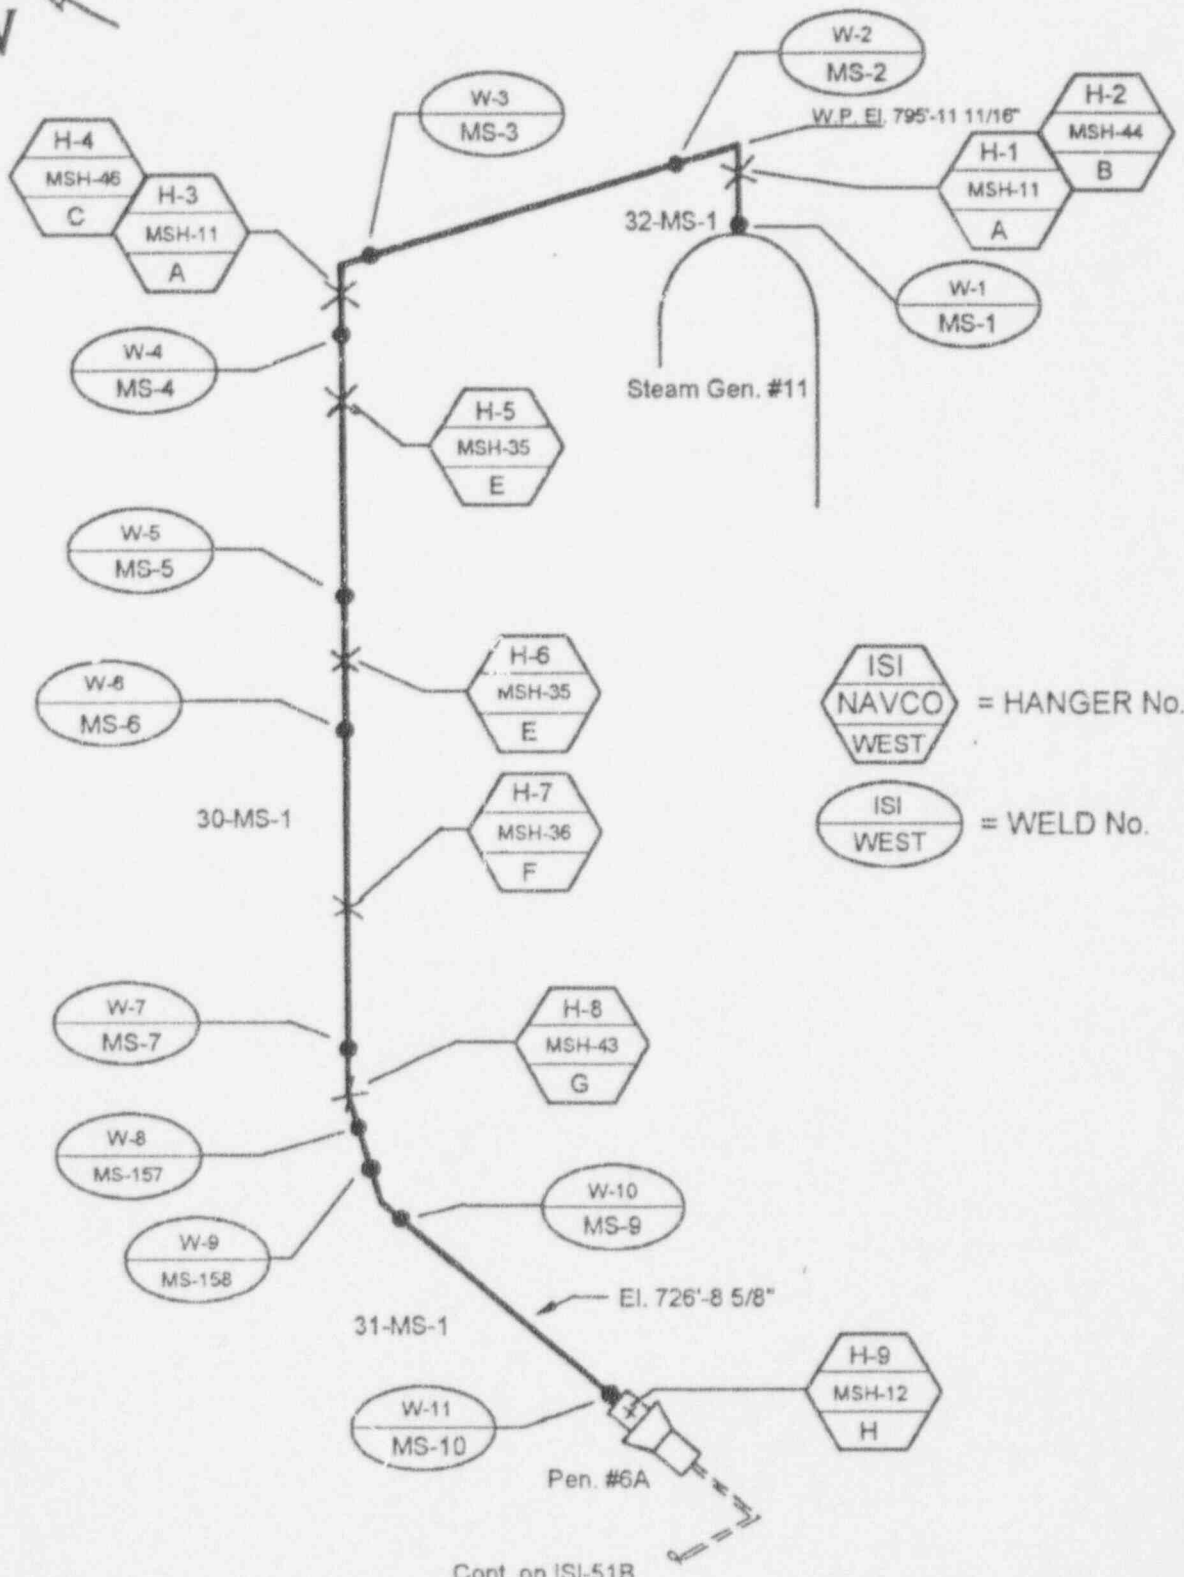 N
W-2
MS-2
W-3
MS-3
W.P. El. 795'-11 11/16"
H-2
MSH-44
B
H-1
MSH-11
A
H-4
MSH-46
C
H-3
MSH-11
A
32-MS-1
W-1
MS-1
W-4
MS-4
Steam Gen. #11
H-5
MSH-35
E
W-5
MS-5
H-6
MSH-35
E
W-6
MS-6
ISI
NAVCO
WEST
= HANGER No.
30-MS-1
H-7
MSH-36
F
ISI
WEST
= WELD No.
W-7
MS-7
H-8
MSH-43
G
W-8
MS-157
W-10
MS-9
W-9
MS-158
El. 726'-8 5/8"
31-MS-1
H-9
MSH-12
H
W-11
MS-10
Pen. #6A
Cont. on ISI-51B